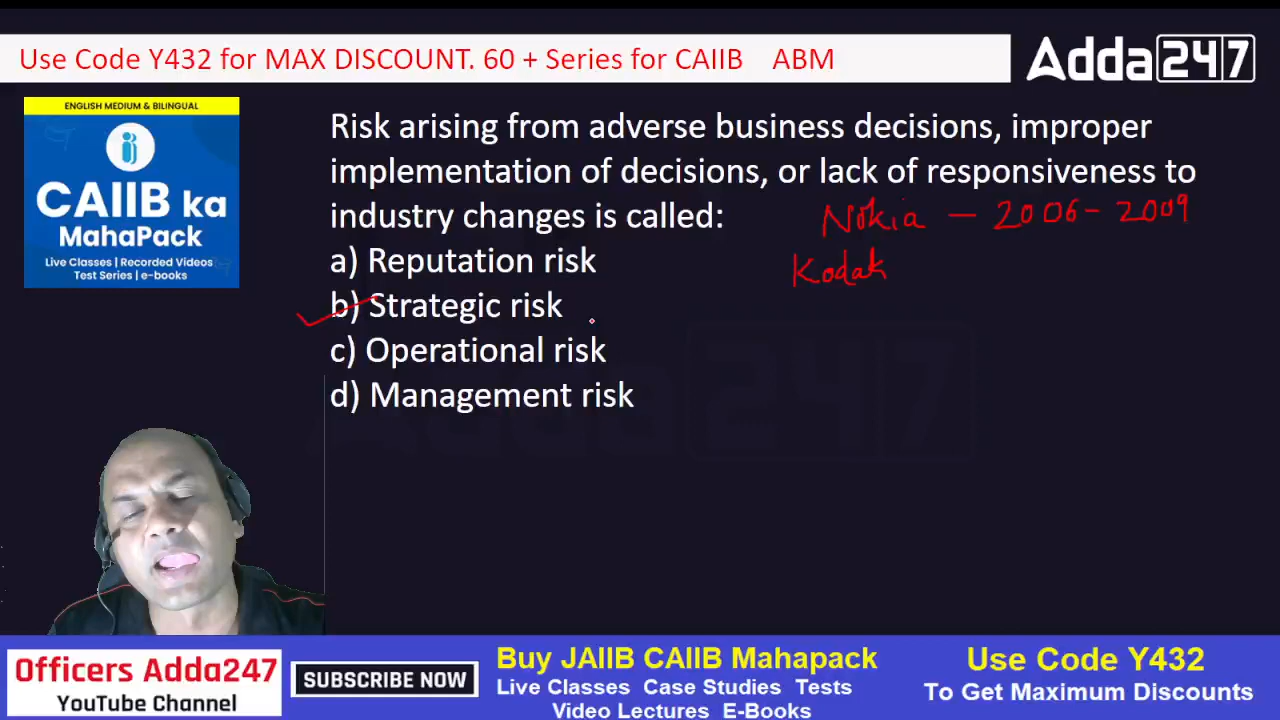 Use Code Y432 for MAX DISCOUNT. 60 + Series for CAIIB ABM
Adda247
ENGLISH MEDIUM & BILINGUAL
CAIIB ka
MahaPack
Live Classes | Recorded Videos
Test Series | e-books
Risk arising from adverse business decisions, improper
implementation of decisions, or lack of responsiveness to
industry changes is called:
Nokia - 2006 - 2009
a) Reputation risk
Kodak
b) Strategic risk
c) Operational risk
d) Management risk
Adda247
Officers Adda247
YouTube Channel
SUBSCRIBE NOW
Buy JAIIB CAIIB Mahapack
Live Classes Case Studies Tests
Video Lectures E-Books
Use Code Y432
To Get Maximum Discounts